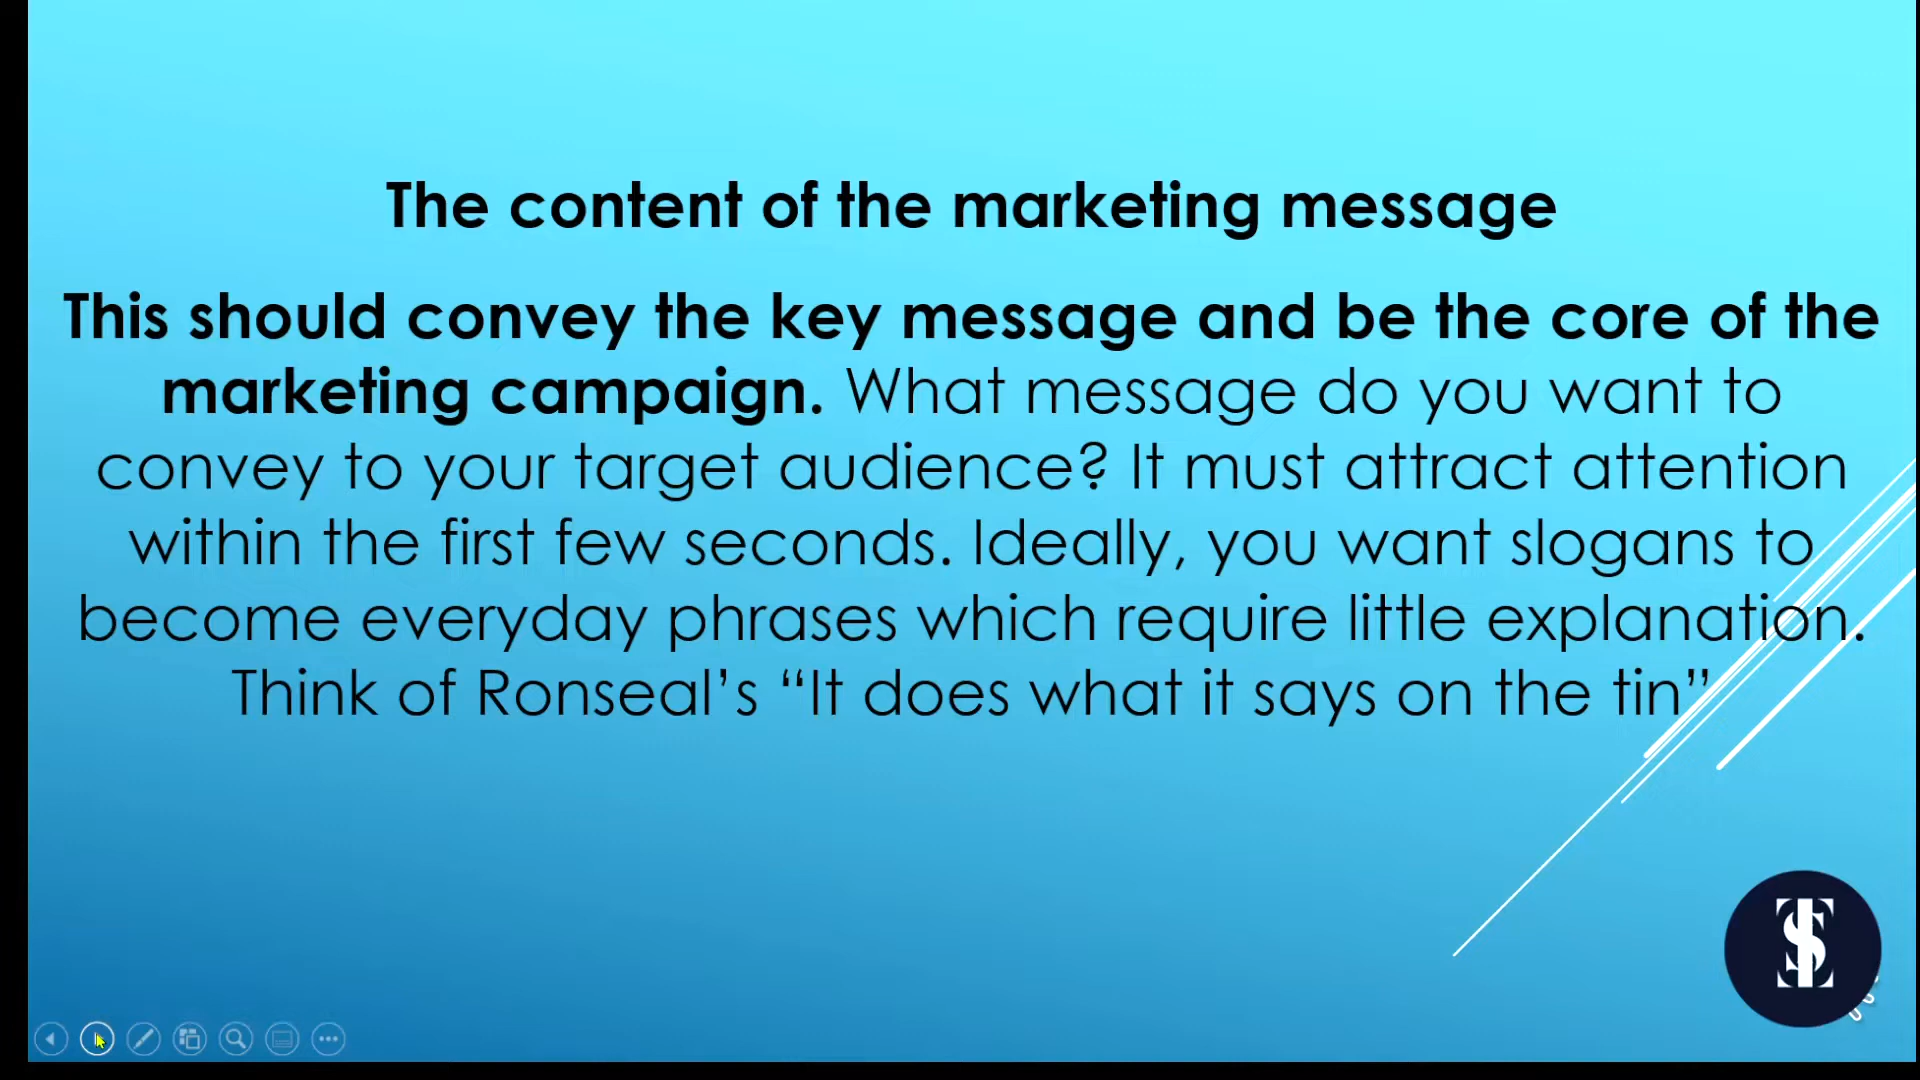 The content of the marketing message
This should convey the key message and be the core of the
marketing campaign. What message do you want to
convey to your target audience? It must attract attention
within the first few seconds. Ideally, you want slogans to
become everyday phrases which require little explanation.
Think of Ronseal’s “It does what it says on the tin”